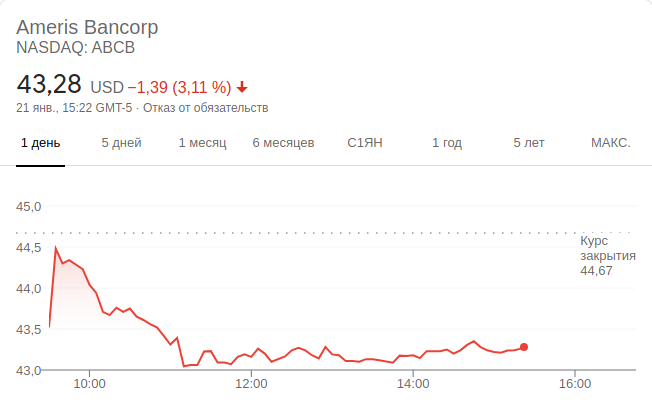 Ameris Bancorp
NASDAQ: ABCB
43,28 USD −1,39 (3,11 %)
21 янв., 15:22 GMT-5 · Отказ от обязательств
1 день 5 дней 1 месяц 6 месяцев С1ЯН 1 год 5 лет МАКС.
45,0
Курс
закрытия
44,67
44,5
44,0
43,5
43,0
10:00 12:00 14:00 16:00